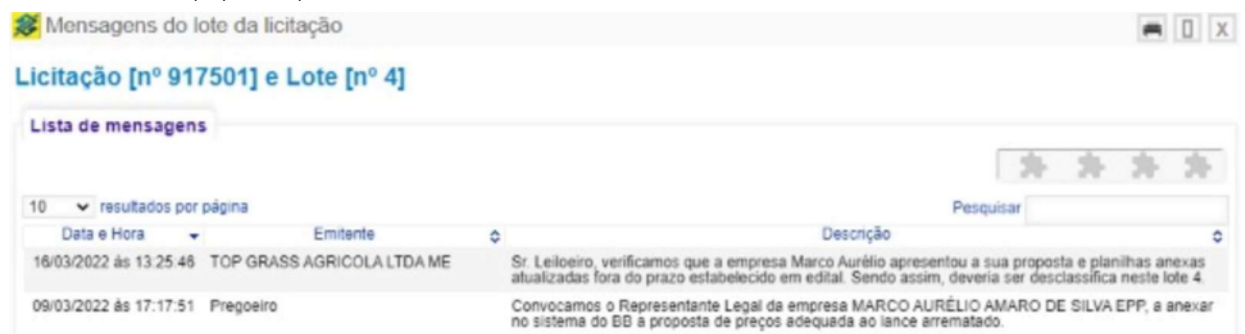 Mensagens do lote da licitação
X
Licitação [nº 917501] e Lote [nº 4]
Lista de mensagens
10 resultados por página
Pesquisar
Data e Hora Emitente Descrição
16/03/2022 às 13:25:46 TOP GRASS AGRICOLA LTDA ME Sr. Leiloeiro, verificamos que a empresa Marco Aurélio apresentou a sua proposta e planilhas anexas
atualizadas fora do prazo estabelecido em edital. Sendo assim, deveria ser desclassifica neste lote 4.
09/03/2022 às 17:17:51 Pregoeiro Convocamos o Representante Legal da empresa MARCO AURÉLIO AMARO DE SILVA EPP, a anexar
no sistema do BB a proposta de preços adequada ao lance arrematado.